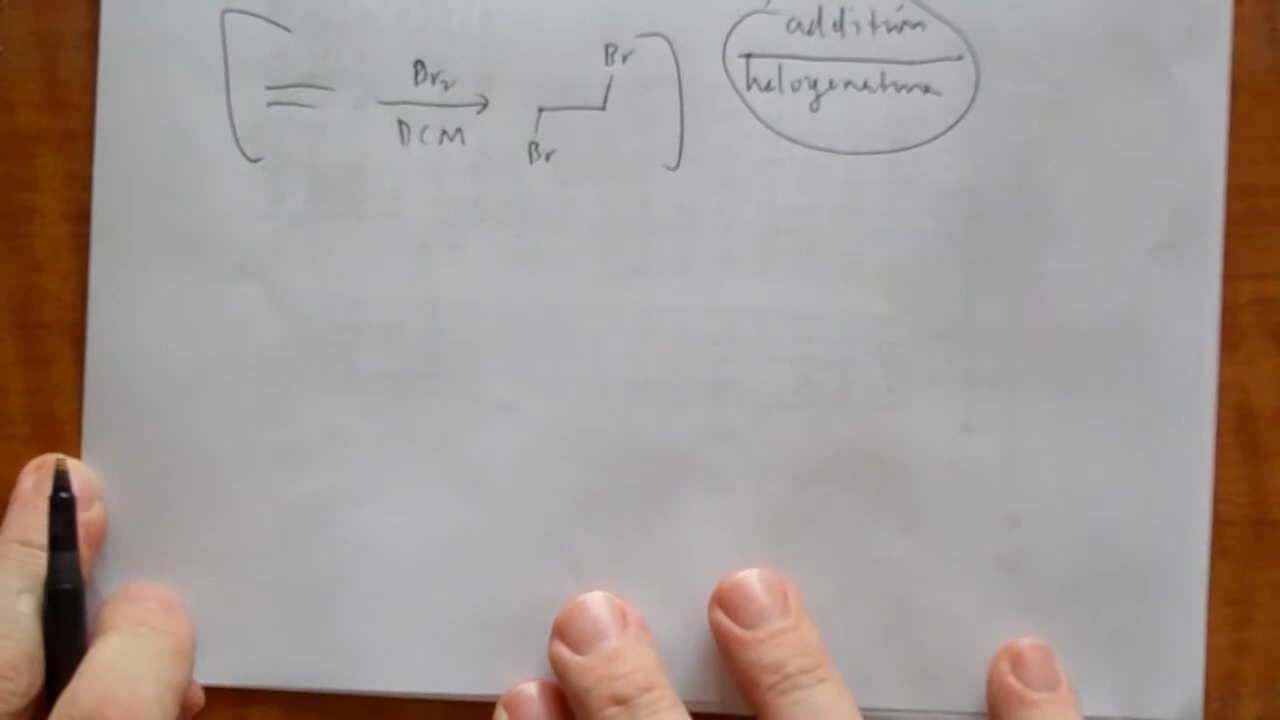 addition
Br₂
Br
halogenation
DCM
Br